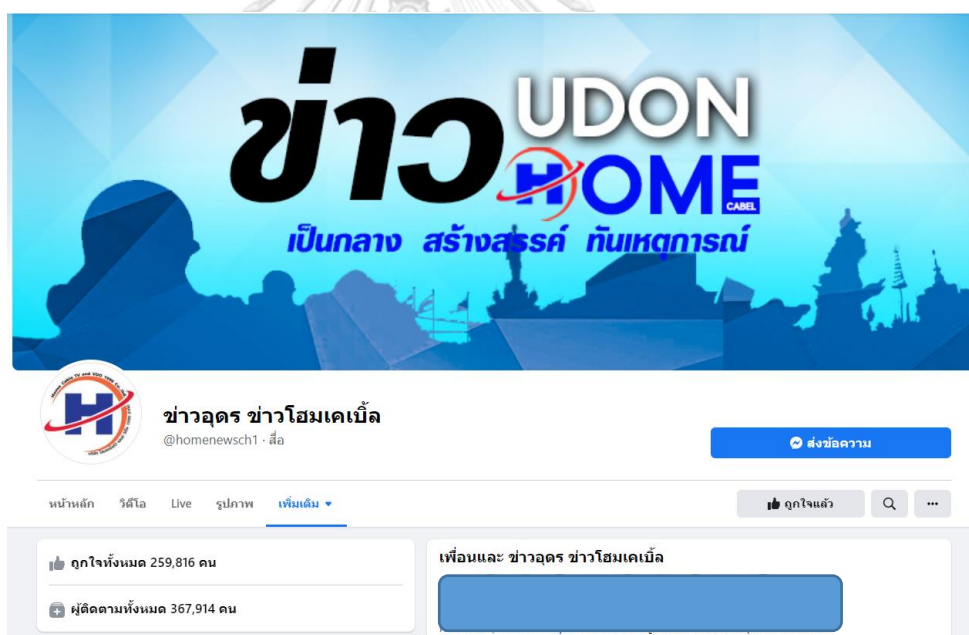 ข่าว UDON
HOME
CABEL
เป็นกลาง สร้างสรรค์ ทันเหตุการณ์
H
ข่าวอุดร ข่าวโฮมเคเบิ้ล
@homenewsch1 · สื่อ
ส่งข้อความ
หน้าหลัก วิดีโอ Live รูปภาพ เพิ่มเติม
ถูกใจแล้ว
ถูกใจทั้งหมด 259,816 คน
ผู้ติดตามทั้งหมด 367,914 คน
เพื่อนและ ข่าวอุดร ข่าวโฮมเคเบิ้ล